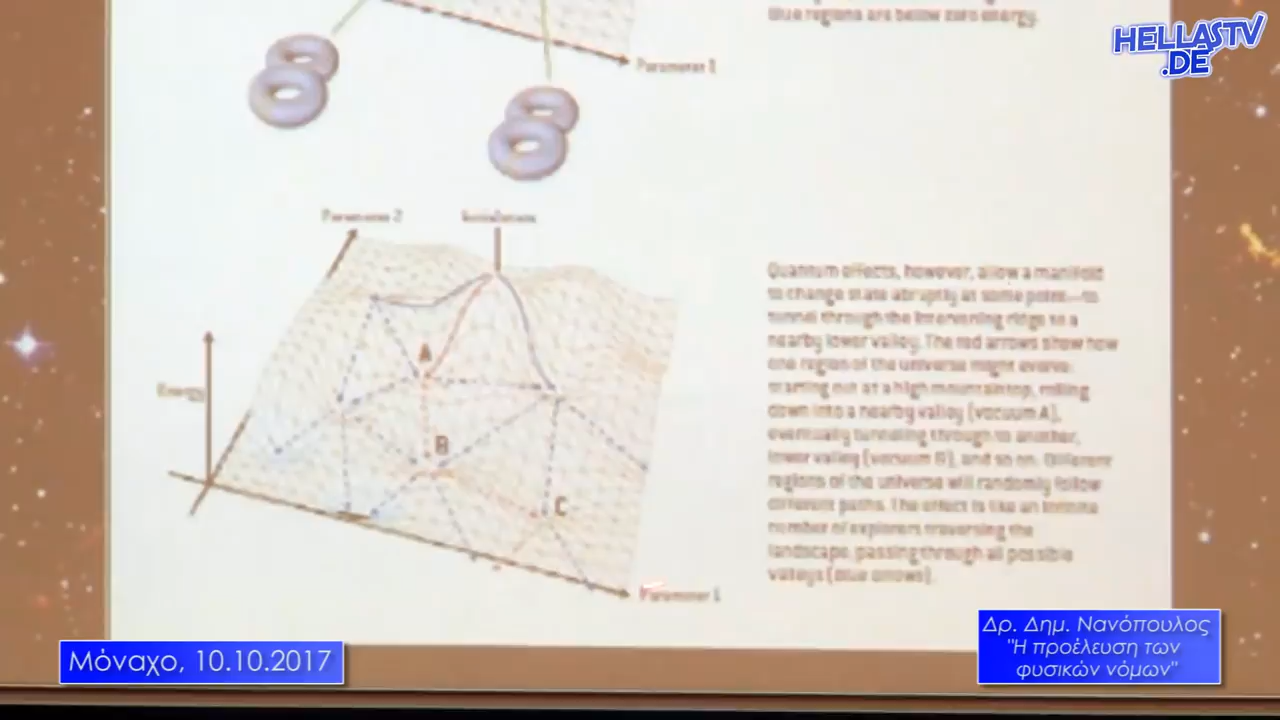 blue regions are below zero energy.
HELLASTV
.DE
Parameter 1
Parameter 2
Quantum effects, however, allow a manifold
to change state abruptly at some point—to
tunnel through the intervening ridge to a
nearby lower valley. The red arrows show how
one region of the universe might evolve:
starting out at a high mountaintop, rolling
down into a nearby valley (vacuum A),
eventually tunneling through to another,
lower valley (vacuum B), and so on. Different
regions of the universe will randomly follow
different paths. The effect is like an infinite
number of explorers traversing the
landscape, passing through all possible
valleys (blue arrows).
A
Energy
B
C
Parameter 1
Μόναχο, 10.10.2017
Δρ. Δημ. Νανόπουλος
"Η προέλευση των
φυσικών νόμων"